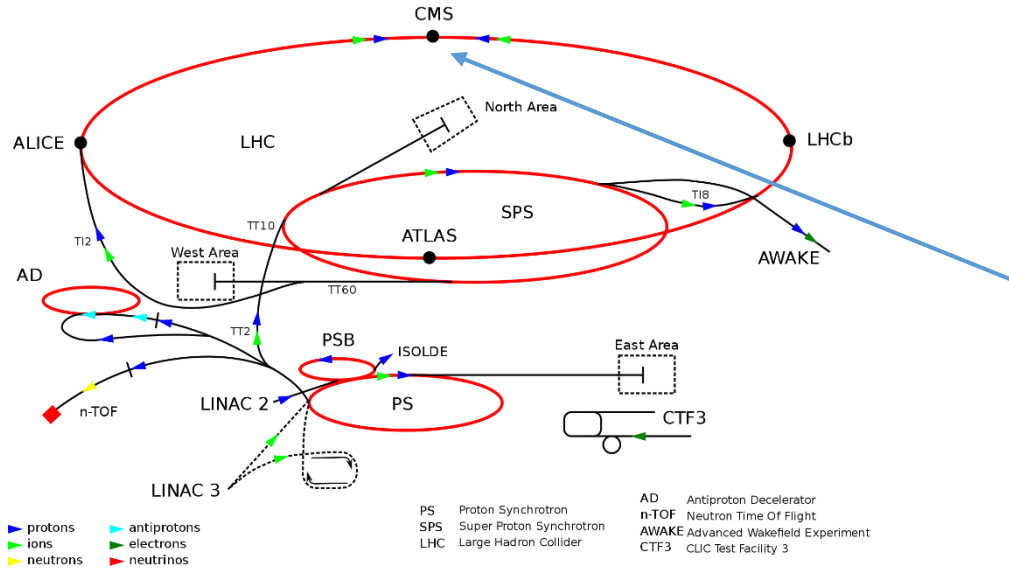 CMS
North Area
ALICE
LHC
LHCb
TI8
SPS
TT10
ATLAS
TI2
West Area
AWAKE
AD
TT60
TT2
PSB
ISOLDE
East Area
n-TOF
LINAC 2
PS
CTF3
LINAC 3
protons
antiprotons
ions
electrons
neutrons
neutrinos
PS Proton Synchrotron
SPS Super Proton Synchrotron
LHC Large Hadron Collider
AD Antiproton Decelerator
n-TOF Neutron Time Of Flight
AWAKE Advanced Wakefield Experiment
CTF3 CLIC Test Facility 3